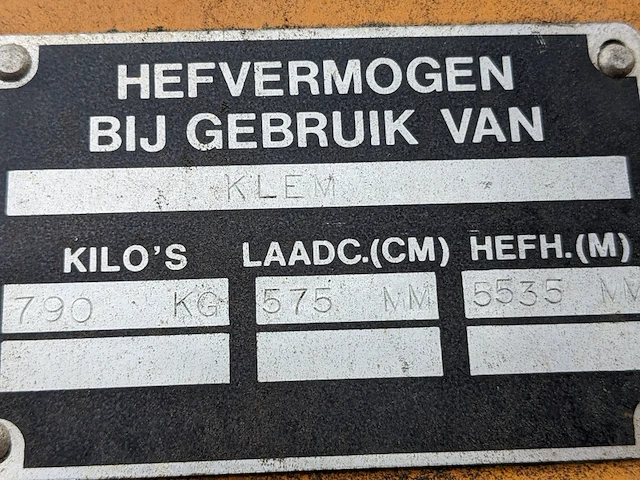 HEFVERMOGEN
BIJ GEBRUIK VAN
KLEM
KILO'S LAADC.(CM) HEFH.(M)
790 KG 575 MM 5535 MM